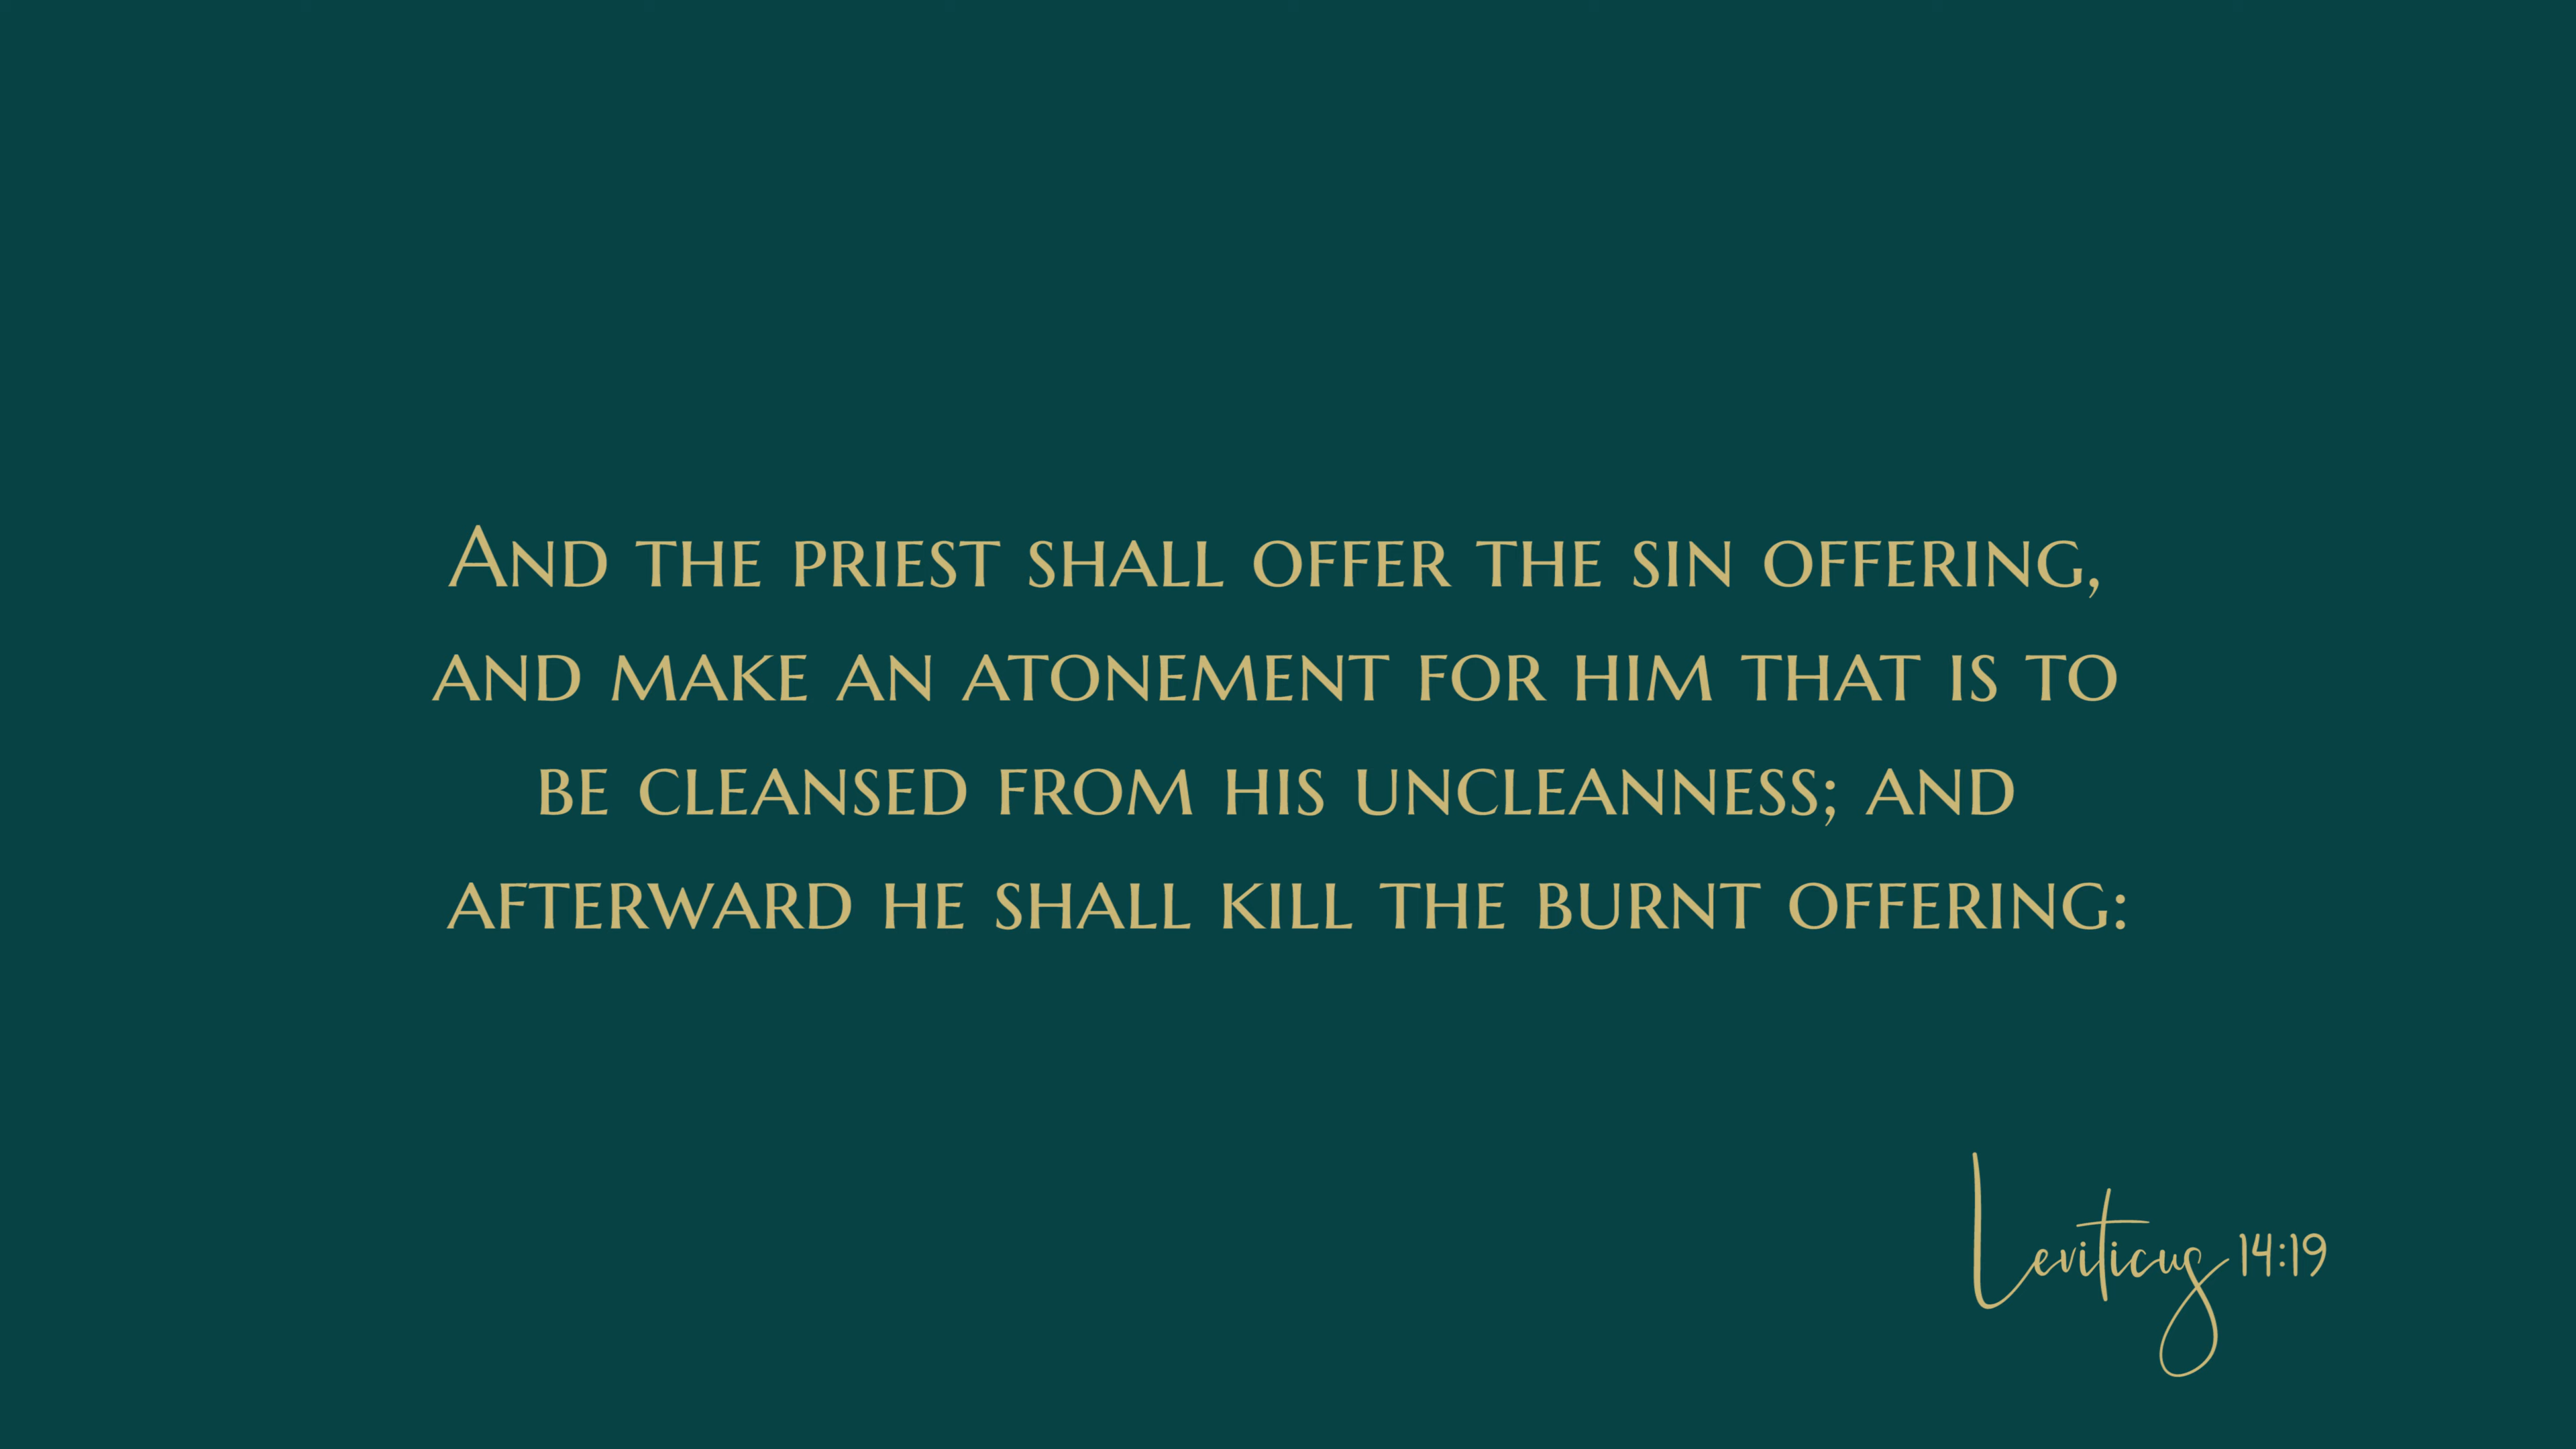 And the priest shall offer the sin offering,
and make an atonement for him that is to
be cleansed from his uncleanness; and
afterward he shall kill the burnt offering:
Leviticus 14:19